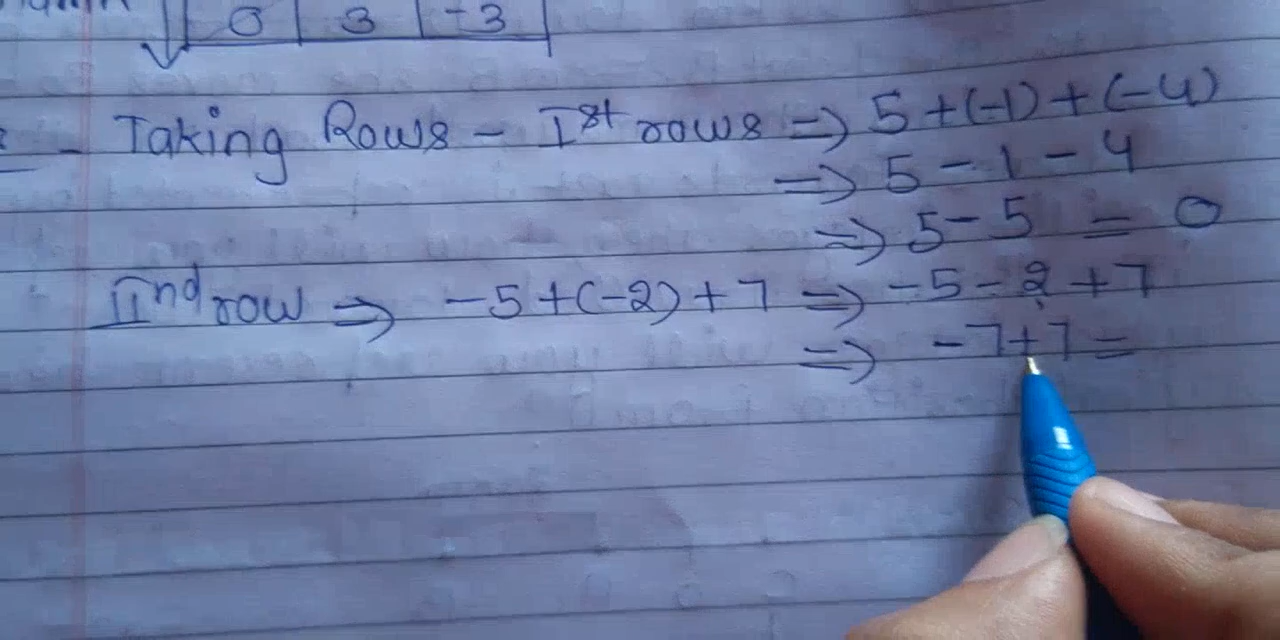 0 3 -3
- Taking Rows - Ist rows ⇒ 5+(-1)+(-4)
⇒ 5-1-4
⇒ 5-5 = 0
IInd row ⇒ -5+(-2)+7 ⇒ -5-2+7
⇒ -7+7=